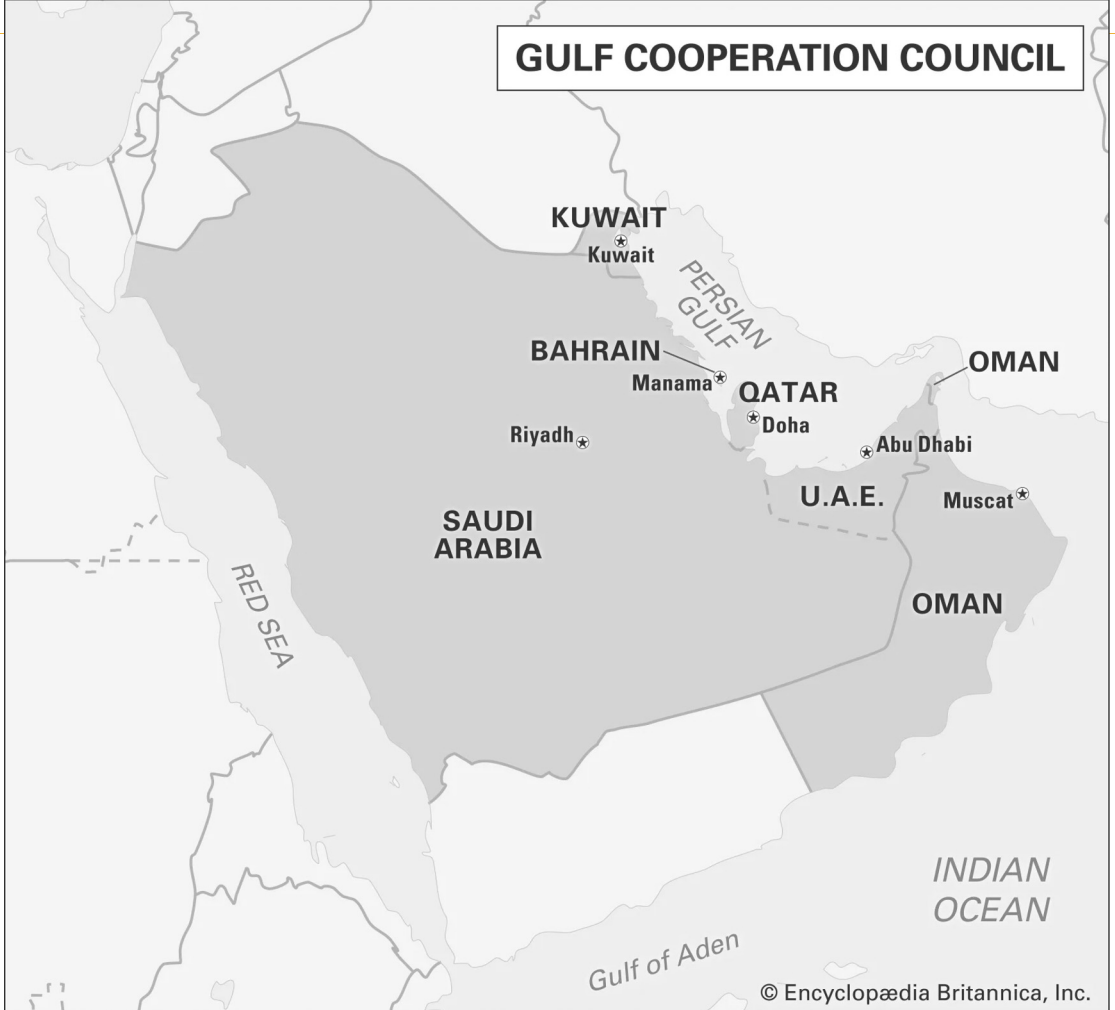 GULF COOPERATION COUNCIL
KUWAIT
Kuwait
PERSIAN
GULF
BAHRAIN
Manama
OMAN
QATAR
Doha
Riyadh
Abu Dhabi
U.A.E.
Muscat
SAUDI
ARABIA
RED SEA
OMAN
INDIAN
OCEAN
Gulf of Aden
© Encyclopædia Britannica, Inc.